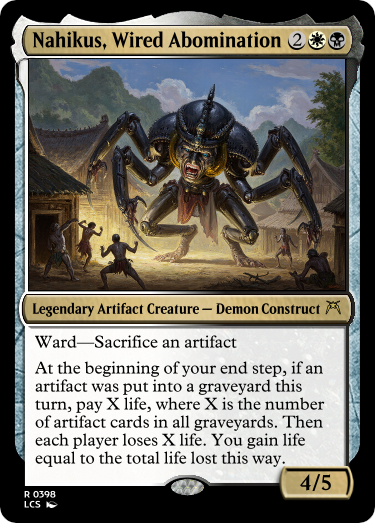 Nahikus, Wired Abomination 2
Legendary Artifact Creature — Demon Construct
Ward—Sacrifice an artifact
At the beginning of your end step, if an
artifact was put into a graveyard this
turn, pay X life, where X is the number
of artifact cards in all graveyards. Then
each player loses X life. You gain life
equal to the total life lost this way.
4/5
R 0398
LCS